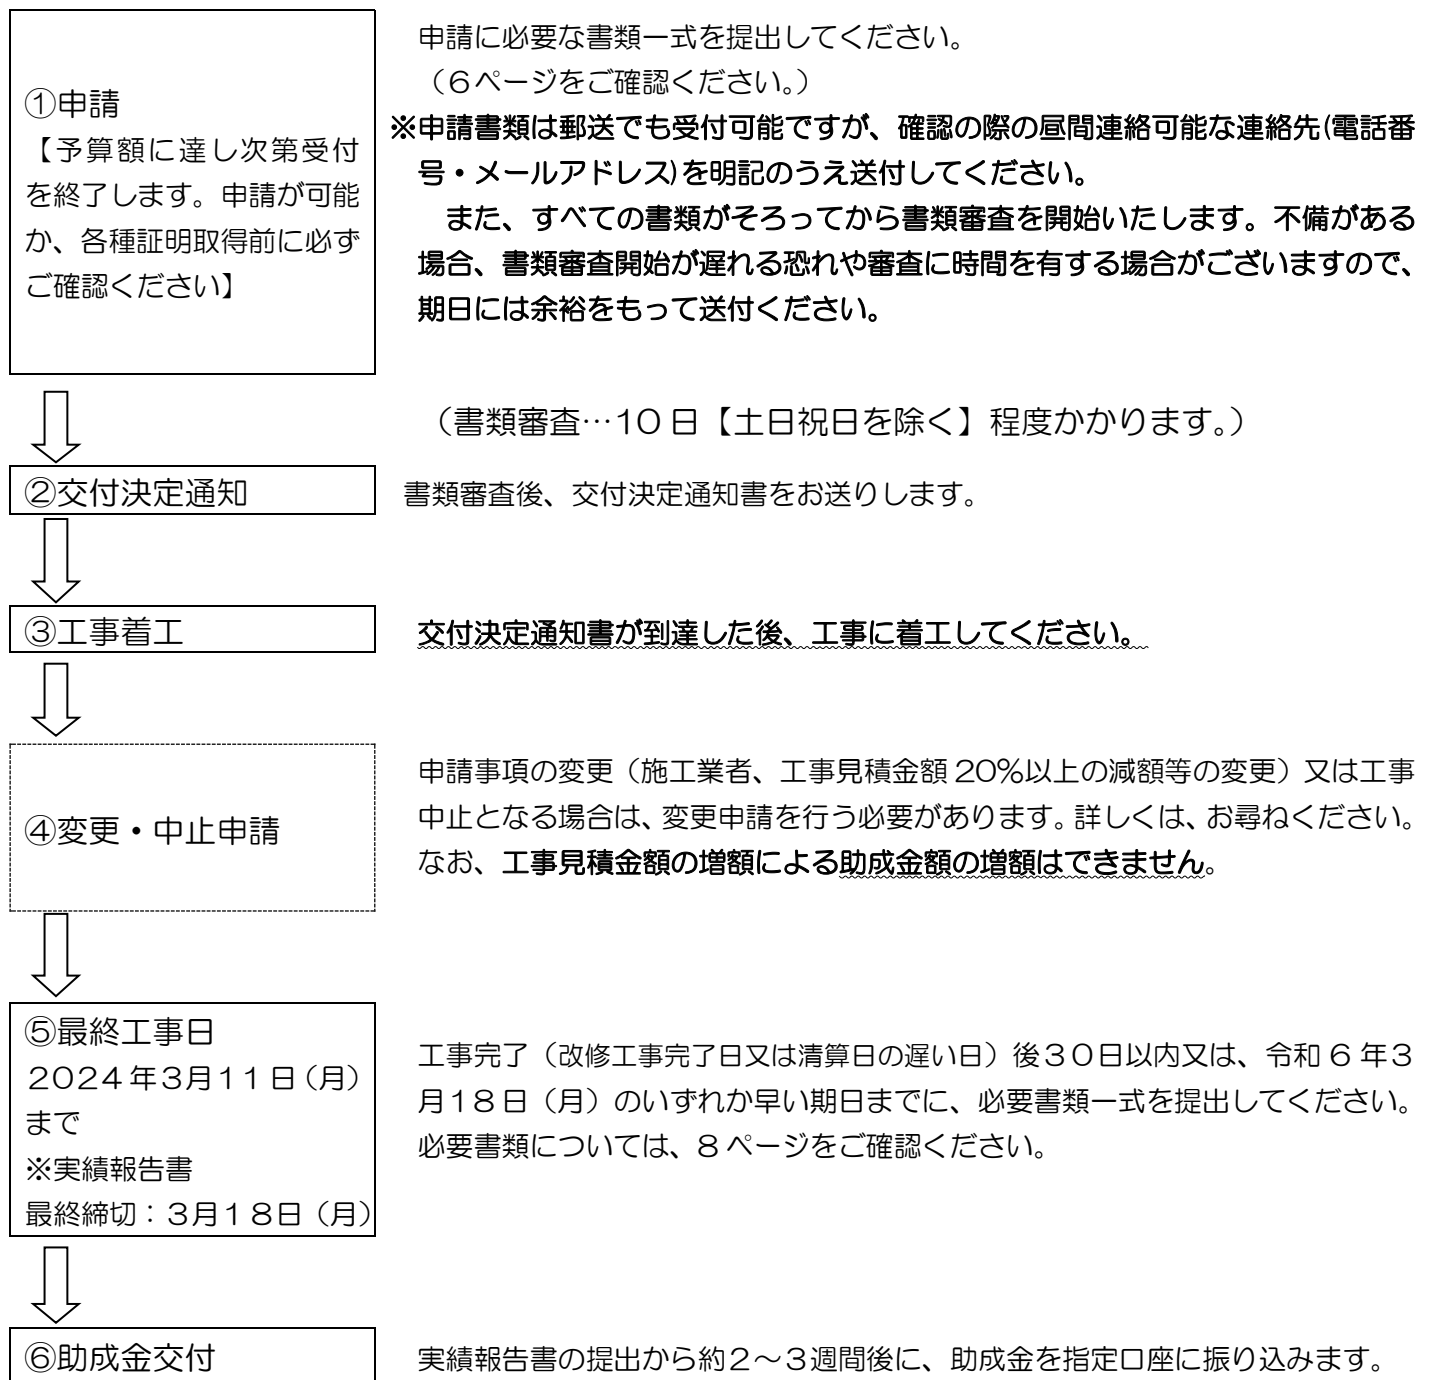 ①申請
【予算額に達し次第受付
を終了します。申請が可能
か、各種証明取得前に必ず
ご確認ください】
申請に必要な書類一式を提出してください。
（６ページをご確認ください。）
※申請書類は郵送でも受付可能ですが、確認の際の昼間連絡可能な連絡先(電話番
号・メールアドレス)を明記のうえ送付してください。
また、すべての書類がそろってから書類審査を開始いたします。不備がある
場合、書類審査開始が遅れる恐れや審査に時間を有する場合がございますので、
期日には余裕をもって送付ください。
（書類審査…10 日【土日祝日を除く】程度かかります。）
②交付決定通知
書類審査後、交付決定通知書をお送りします。
③工事着工
交付決定通知書が到達した後、工事に着工してください。
④変更・中止申請
申請事項の変更（施工業者、工事見積金額 20％以上の減額等の変更）又は工事
中止となる場合は、変更申請を行う必要があります。詳しくは、お尋ねください。
なお、工事見積金額の増額による助成金額の増額はできません。
⑤最終工事日
２０２４年３月１１日（月）
まで
※実績報告書
最終締切：３月１８日（月）
工事完了（改修工事完了日又は清算日の遅い日）後３０日以内又は、令和 6 年３
月１８日（月）のいずれか早い期日までに、必要書類一式を提出してください。
必要書類については、８ページをご確認ください。
⑥助成金交付
実績報告書の提出から約２～３週間後に、助成金を指定口座に振り込みます。